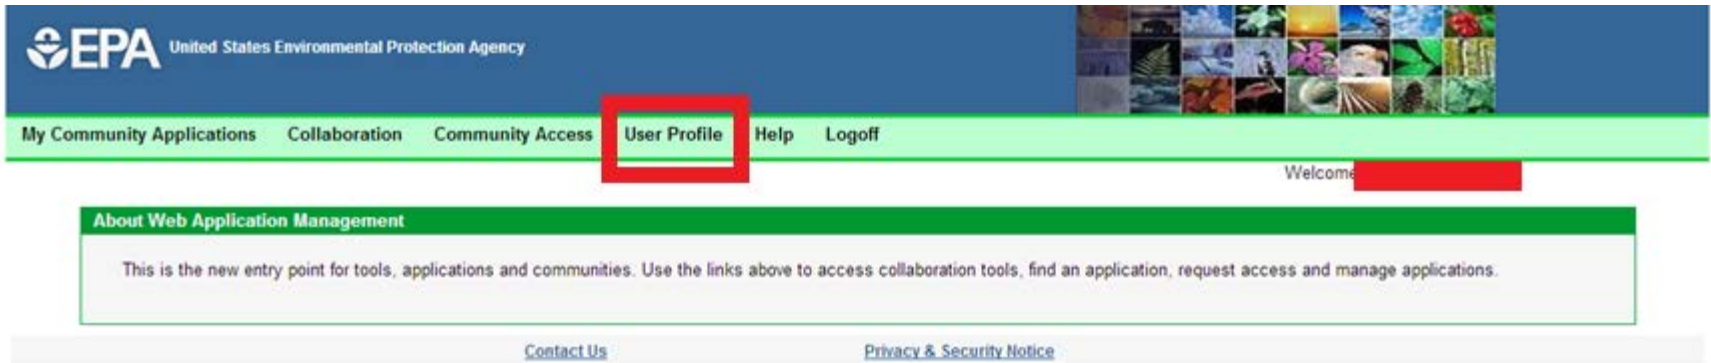 EPA United States Environmental Protection Agency
My Community Applications Collaboration Community Access User Profile Help Logoff
Welcome
About Web Application Management
This is the new entry point for tools, applications and communities. Use the links above to access collaboration tools, find an application, request access and manage applications.
Contact Us Privacy & Security Notice